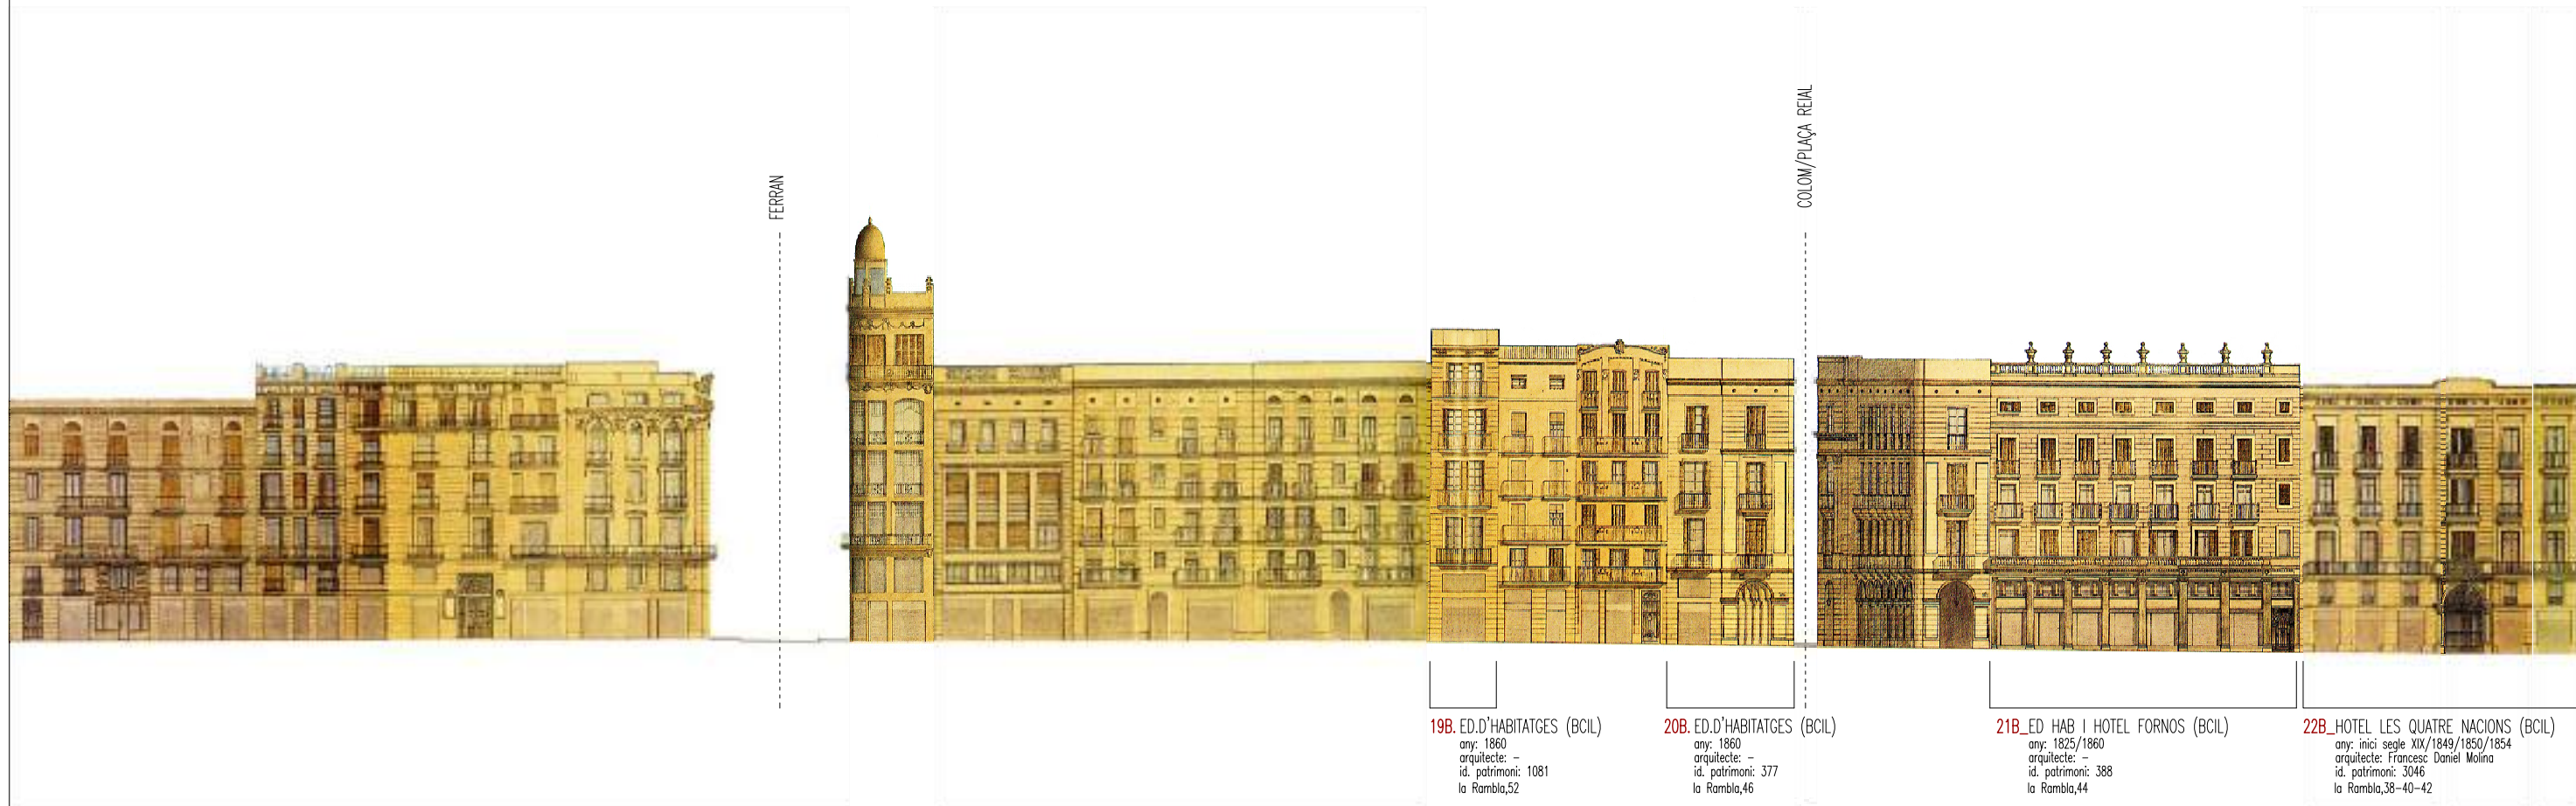 FERRAN
COLOM/PLAÇA REIAL
19B. ED.D'HABITATGES (BCIL)
any: 1860
arquitecte: -
id. patrimoni: 1081
la Rambla,52
20B. ED.D'HABITATGES (BCIL)
any: 1860
arquitecte: -
id. patrimoni: 377
la Rambla,46
21B_ED HAB I HOTEL FORNOS (BCIL)
any: 1825/1860
arquitecte: -
id. patrimoni: 388
la Rambla,44
22B_HOTEL LES QUATRE NACIONS (BCIL)
any: inici segle XIX/1849/1850/1854
arquitecte: Francesc Daniel Molina
id. patrimoni: 3046
la Rambla,38-40-42